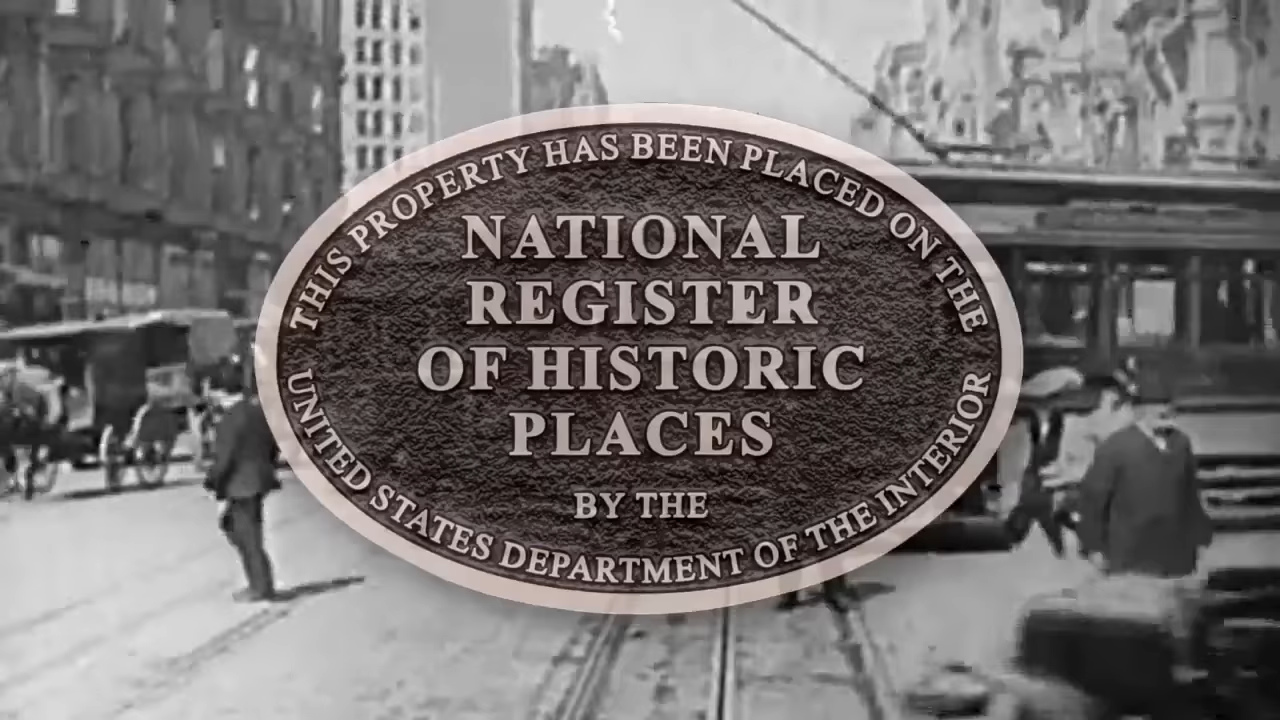 THIS PROPERTY HAS BEEN PLACED ON THE
NATIONAL
REGISTER
OF HISTORIC
PLACES
BY THE
UNITED STATES DEPARTMENT OF THE INTERIOR